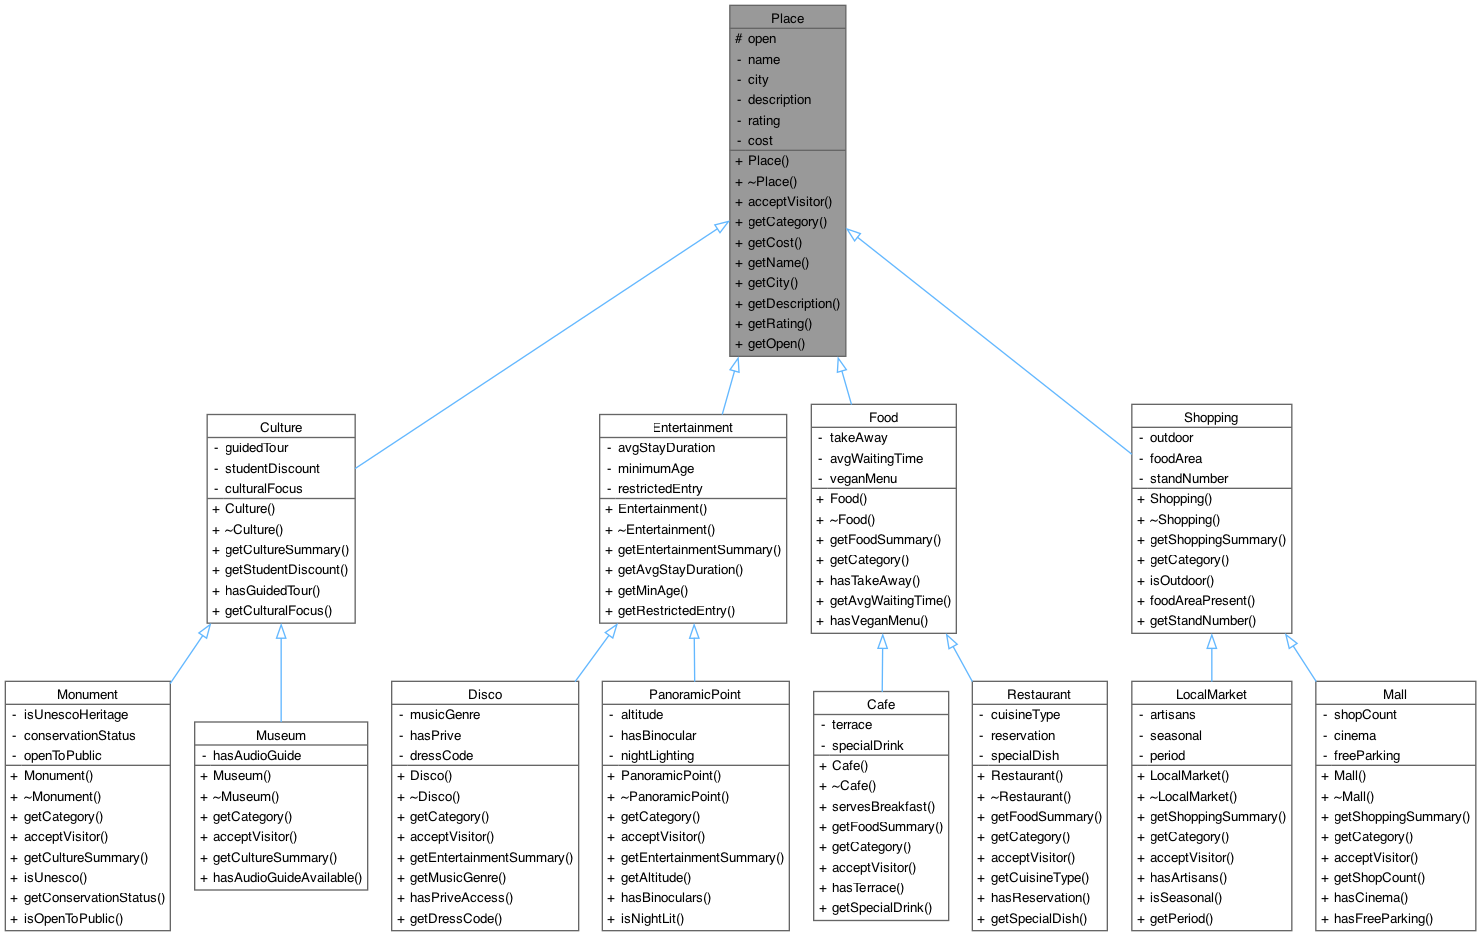 Place
# open
- name
- city
- description
- rating
- cost
+ Place()
+ ~Place()
+ acceptVisitor()
+ getCategory()
+ getCost()
+ getName()
+ getCity()
+ getDescription()
+ getRating()
+ getOpen()
Culture
- guidedTour
- studentDiscount
- culturalFocus
+ Culture()
+ ~Culture()
+ getCultureSummary()
+ getStudentDiscount()
+ hasGuidedTour()
+ getCulturalFocus()
Entertainment
- avgStayDuration
- minimumAge
- restrictedEntry
+ Entertainment()
+ ~Entertainment()
+ getEntertainmentSummary()
+ getAvgStayDuration()
+ getMinAge()
+ getRestrictedEntry()
Food
- takeAway
- avgWaitingTime
- veganMenu
+ Food()
+ ~Food()
+ getFoodSummary()
+ getCategory()
+ hasTakeAway()
+ getAvgWaitingTime()
+ hasVeganMenu()
Shopping
- outdoor
- foodArea
- standNumber
+ Shopping()
+ ~Shopping()
+ getShoppingSummary()
+ getCategory()
+ isOutdoor()
+ foodAreaPresent()
+ getStandNumber()
Monument
- isUnescoHeritage
- conservationStatus
- openToPublic
+ Monument()
+ ~Monument()
+ getCategory()
+ acceptVisitor()
+ getCultureSummary()
+ isUnesco()
+ getConservationStatus()
+ isOpenToPublic()
Museum
- hasAudioGuide
+ Museum()
+ ~Museum()
+ getCategory()
+ acceptVisitor()
+ getCultureSummary()
+ hasAudioGuideAvailable()
Disco
- musicGenre
- hasPrive
- dressCode
+ Disco()
+ ~Disco()
+ getCategory()
+ acceptVisitor()
+ getEntertainmentSummary()
+ getMusicGenre()
+ hasPriveAccess()
+ getDressCode()
PanoramicPoint
- altitude
- hasBinocular
- nightLighting
+ PanoramicPoint()
+ ~PanoramicPoint()
+ getCategory()
+ acceptVisitor()
+ getEntertainmentSummary()
+ getAltitude()
+ hasBinoculars()
+ isNightLit()
Cafe
- terrace
- specialDrink
+ Cafe()
+ ~Cafe()
+ servesBreakfast()
+ getFoodSummary()
+ getCategory()
+ acceptVisitor()
+ hasTerrace()
+ getSpecialDrink()
Restaurant
- cuisineType
- reservation
- specialDish
+ Restaurant()
+ ~Restaurant()
+ getFoodSummary()
+ getCategory()
+ acceptVisitor()
+ getCuisineType()
+ hasReservation()
+ getSpecialDish()
LocalMarket
- artisans
- seasonal
- period
+ LocalMarket()
+ ~LocalMarket()
+ getShoppingSummary()
+ getCategory()
+ acceptVisitor()
+ hasArtisans()
+ isSeasonal()
+ getPeriod()
Mall
- shopCount
- cinema
- freeParking
+ Mall()
+ ~Mall()
+ getShoppingSummary()
+ getCategory()
+ acceptVisitor()
+ getShopCount()
+ hasCinema()
+ hasFreeParking()